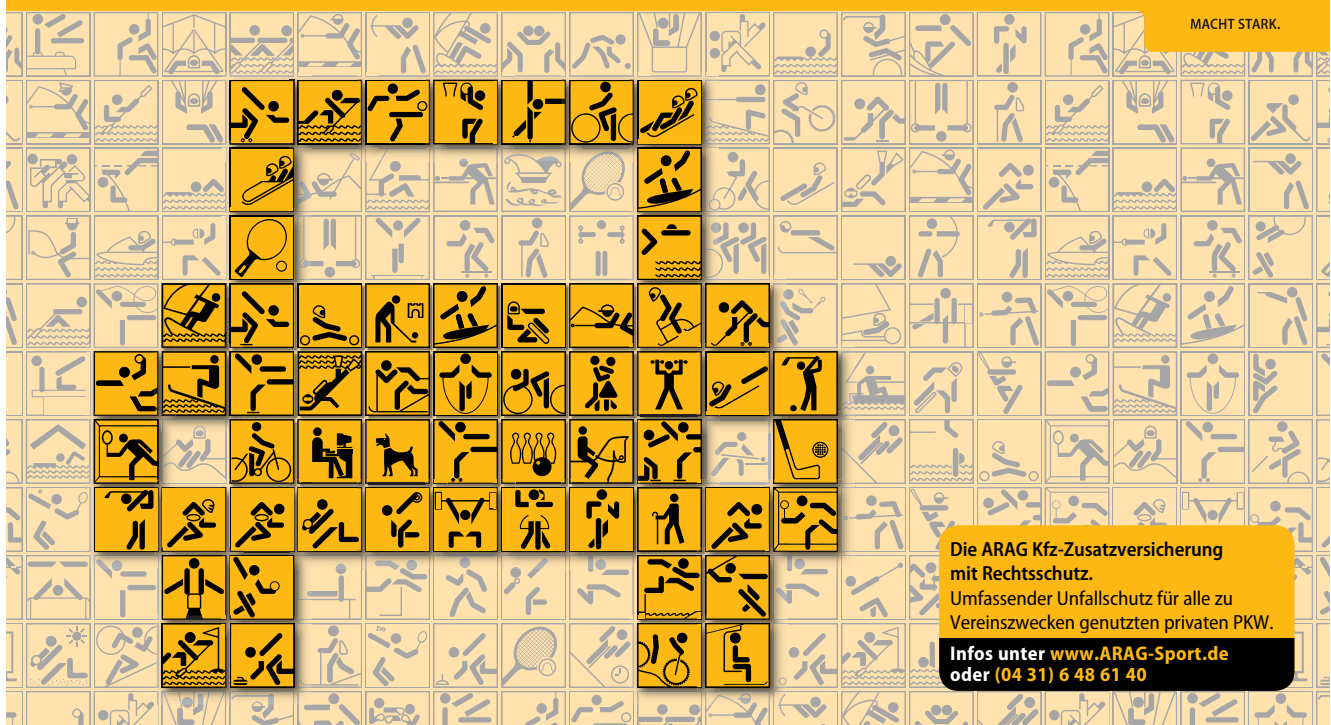 MACHT STARK.
Die ARAG Kfz-Zusatzversicherung
mit Rechtsschutz.
Umfassender Unfallschutz für alle zu
Vereinszwecken genutzten privaten PKW.
Infos unter www.ARAG-Sport.de
oder (04 31) 6 48 61 40